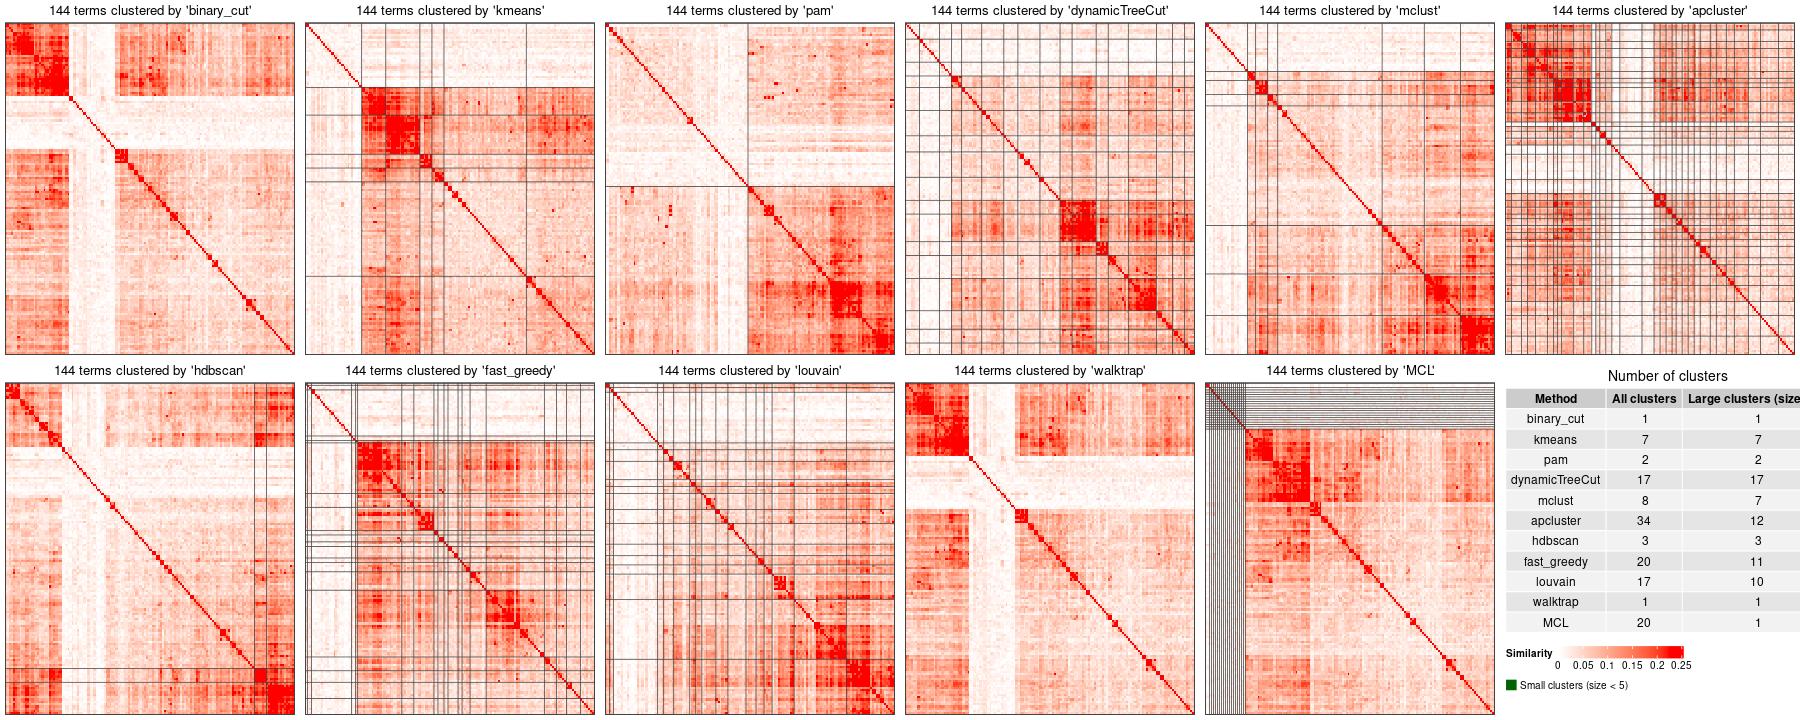 144 terms clustered by 'binary_cut'
144 terms clustered by 'kmeans'
144 terms clustered by 'pam'
144 terms clustered by 'dynamicTreeCut'
144 terms clustered by 'mclust'
144 terms clustered by 'apcluster'
144 terms clustered by 'hdbscan'
144 terms clustered by 'fast_greedy'
144 terms clustered by 'louvain'
144 terms clustered by 'walktrap'
144 terms clustered by 'MCL'
Number of clusters
Method All clusters Large clusters (size
binary_cut 1 1
kmeans 7 7
pam 2 2
dynamicTreeCut 17 17
mclust 8 7
apcluster 34 12
hdbscan 3 3
fast_greedy 20 11
louvain 17 10
walktrap 1 1
MCL 20 1
Similarity
0 0.05 0.1 0.15 0.2 0.25
Small clusters (size < 5)